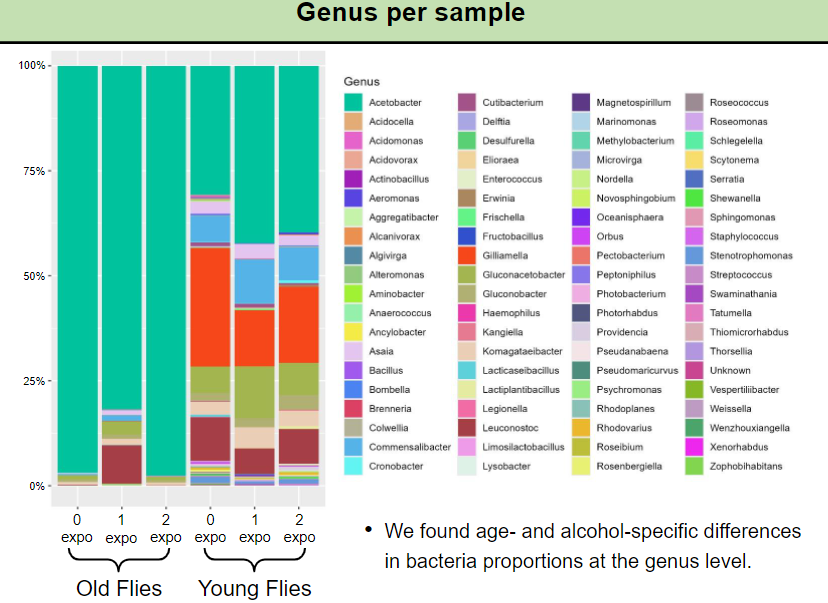 Genus per sample
100%
75%
50%
25%
0%
0
expo
1
expo
2
expo
0
expo
1
expo
2
expo
Old Flies
Young Flies
Genus
Acetobacter
Acidocella
Acidomonas
Acidovorax
Actinobacillus
Aeromonas
Aggregatibacter
Alcanivorax
Algivirga
Alteromonas
Aminobacter
Anaerococcus
Ancylobacter
Asaia
Bacillus
Bombella
Brenneria
Colwellia
Commensalibacter
Cronobacter
Cutibacterium
Delftia
Desulfurella
Elioraea
Enterococcus
Erwinia
Frischella
Fructobacillus
Gilliamella
Gluconacetobacter
Gluconobacter
Haemophilus
Kangiella
Komagataeibacter
Lacticaseibacillus
Lactiplantibacillus
Legionella
Leuconostoc
Limosilactobacillus
Lysobacter
Magnetospirillum
Marinomonas
Methylobacterium
Microvirga
Nordella
Novosphingobium
Oceanisphaera
Orbus
Pectobacterium
Peptoniphilus
Photobacterium
Photorhabdus
Providencia
Pseudanabaena
Pseudomaricurvus
Psychromonas
Rhodoplanes
Rhodovarius
Roseibium
Rosenbergiella
Roseococcus
Roseomonas
Schlegelella
Scytonema
Serratia
Shewanella
Sphingomonas
Staphylococcus
Stenotrophomonas
Streptococcus
Swaminathania
Tatumella
Thiomicrorhabdus
Thorsellia
Unknown
Vespertiliibacter
Weissella
Wenzhouxiangella
Xenorhabdus
Zophobihabitans
• We found age- and alcohol-specific differences
in bacteria proportions at the genus level.